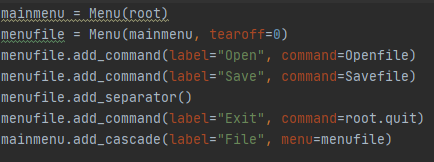 mainmenu = Menu(root)
menufile = Menu(mainmenu, tearoff=0)
menufile.add_command(label="Open", command=Openfile)
menufile.add_command(label="Save", command=Savefile)
menufile.add_separator()
menufile.add_command(label="Exit", command=root.quit)
mainmenu.add_cascade(label="File", menu=menufile)